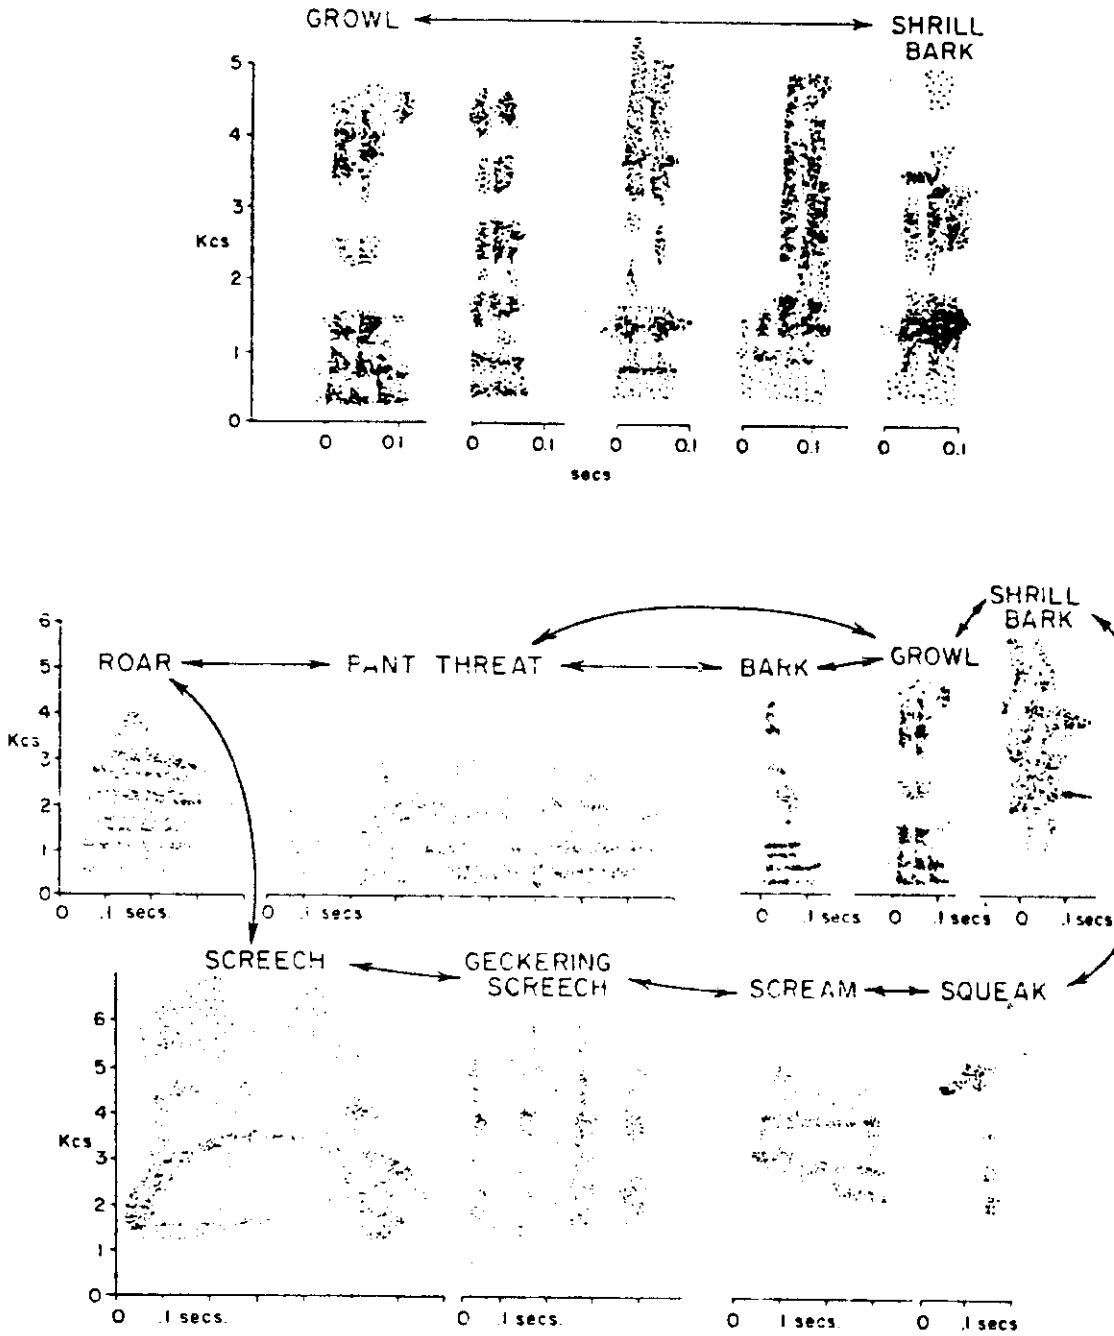 GROWL
SHRILL
BARK
5
4
3
Kcs
2
1
0
0 01 0 0.1 0 0.1 0 0.1 0 0.1
secs
SHRILL
BARK
6
5
ROAR PANT THREAT BARK GROWL
4
Kcs
3
2
1
0
0 .1 secs. 0 .1 secs. 0 .1 secs 0 .1 secs 0 .1 secs
SCREECH GECKERING
SCREECH SCREAM SQUEAK
6
5
4
Kcs
3
2
1
0
0 .1 secs. 0 .1 secs. 0 1 secs. 0 .1 secs.